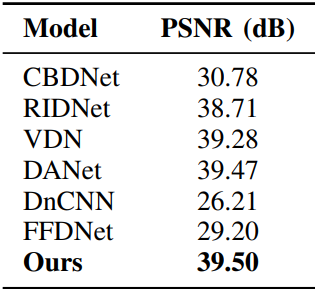 Model PSNR (dB)
CBDNet 30.78
RIDNet 38.71
VDN 39.28
DANet 39.47
DnCNN 26.21
FFDNet 29.20
Ours 39.50